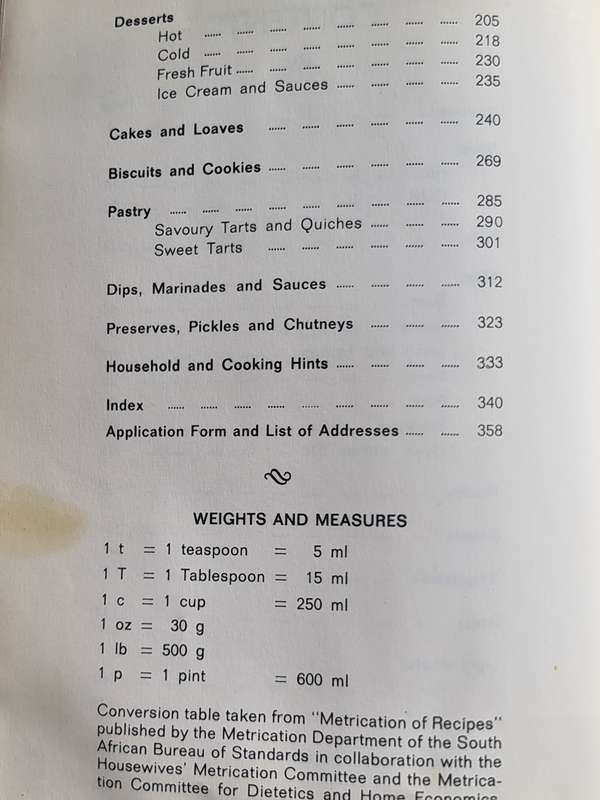 Desserts ...... 205
Hot ...... ...... ...... ...... ...... ...... ...... ...... 218
Cold ...... ...... ...... ...... ...... ...... ...... ...... 230
Fresh Fruit ...... ...... ...... ...... ...... ...... ...... 235
Ice Cream and Sauces ...... ...... ...... ......
Cakes and Loaves ...... ...... ...... ...... ...... ...... 240
Biscuits and Cookies ...... ...... ...... ...... ...... ...... 269
Pastry ...... ...... ...... ...... ...... ...... ...... ...... ...... 285
Savoury Tarts and Quiches ...... ...... ...... 290
Sweet Tarts ...... ...... ...... ...... ...... ...... 301
Dips, Marinades and Sauces ...... ...... ...... ...... 312
Preserves, Pickles and Chutneys ...... ...... ...... 323
Household and Cooking Hints ...... ...... ...... ...... 333
Index ...... ...... ...... ...... ...... ...... ...... ...... ...... 340
Application Form and List of Addresses ...... ...... 358
WEIGHTS AND MEASURES
1 t = 1 teaspoon = 5 ml
1 T = 1 Tablespoon = 15 ml
1 c = 1 cup = 250 ml
1 oz = 30 g
1 lb = 500 g
1 p = 1 pint = 600 ml
Conversion table taken from "Metrication of Recipes"
published by the Metrication Department of the South
African Bureau of Standards in collaboration with the
Housewives' Metrication Committee and the Metrica-
tion Committee for Dietetics and Home Economics.